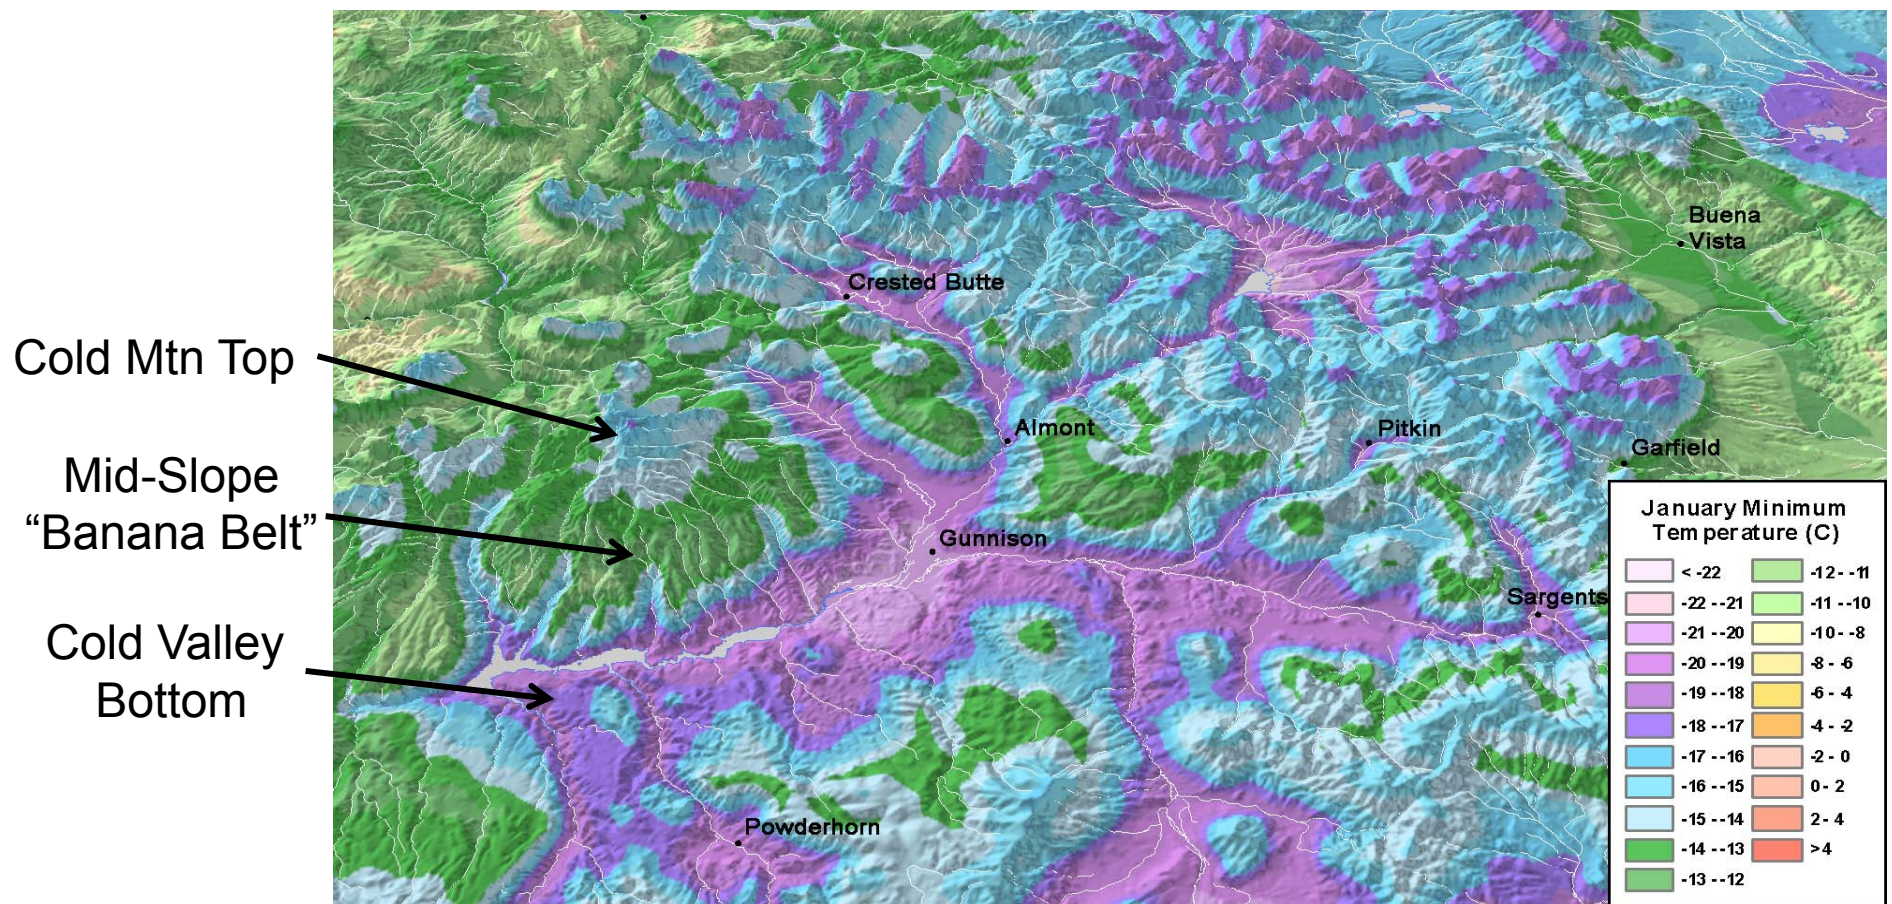 Buena
Vista
Crested Butte
Cold Mtn Top
Almont
Pitkin
Garfield
Mid-Slope
“Banana Belt”
Gunnison
Sargents
Cold Valley
Bottom
Powderhorn
January Minimum
Temperature (C)
< -22
-22 --21
-21 --20
-20 --19
-19 --18
-18 --17
-17 --16
-16 --15
-15 --14
-14 --13
-13 --12
-12 --11
-11 --10
-10 --8
-8 - -6
-6 - -4
-4 - -2
-2 - 0
0 - 2
2 - 4
>4